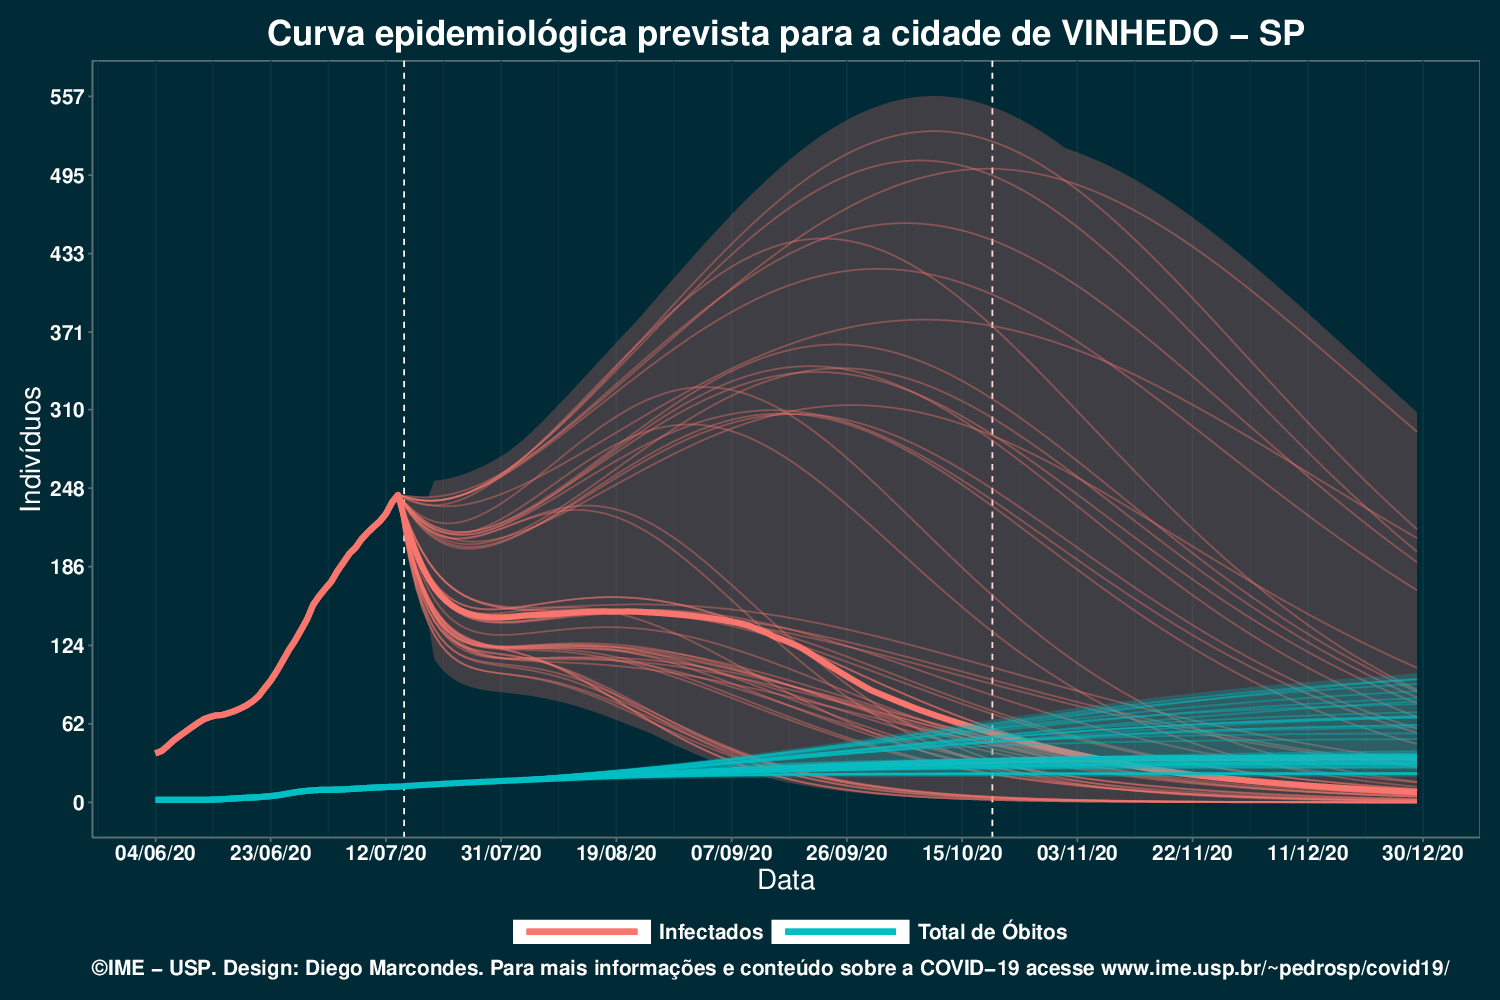 Curva epidemiológica prevista para a cidade de VINHEDO – SP
557
495
433
371
310
248
186
124
62
0
Indivíduos
04/06/20 23/06/20 12/07/20 31/07/20 19/08/20 07/09/20 26/09/20 15/10/20 03/11/20 22/11/20 11/12/20 30/12/20
Data
Infectados Total de Óbitos
©IME – USP. Design: Diego Marcondes. Para mais informações e conteúdo sobre a COVID–19 acesse www.ime.usp.br/~pedrosp/covid19/